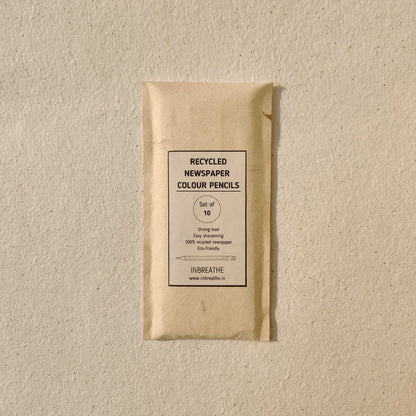 RECYCLED
NEWSPAPER
COLOUR PENCILS
Set of
10
Strong lead
Easy sharpening
100% recycled newspaper
Eco-friendly
INBREATHE
www.inbreathe.in